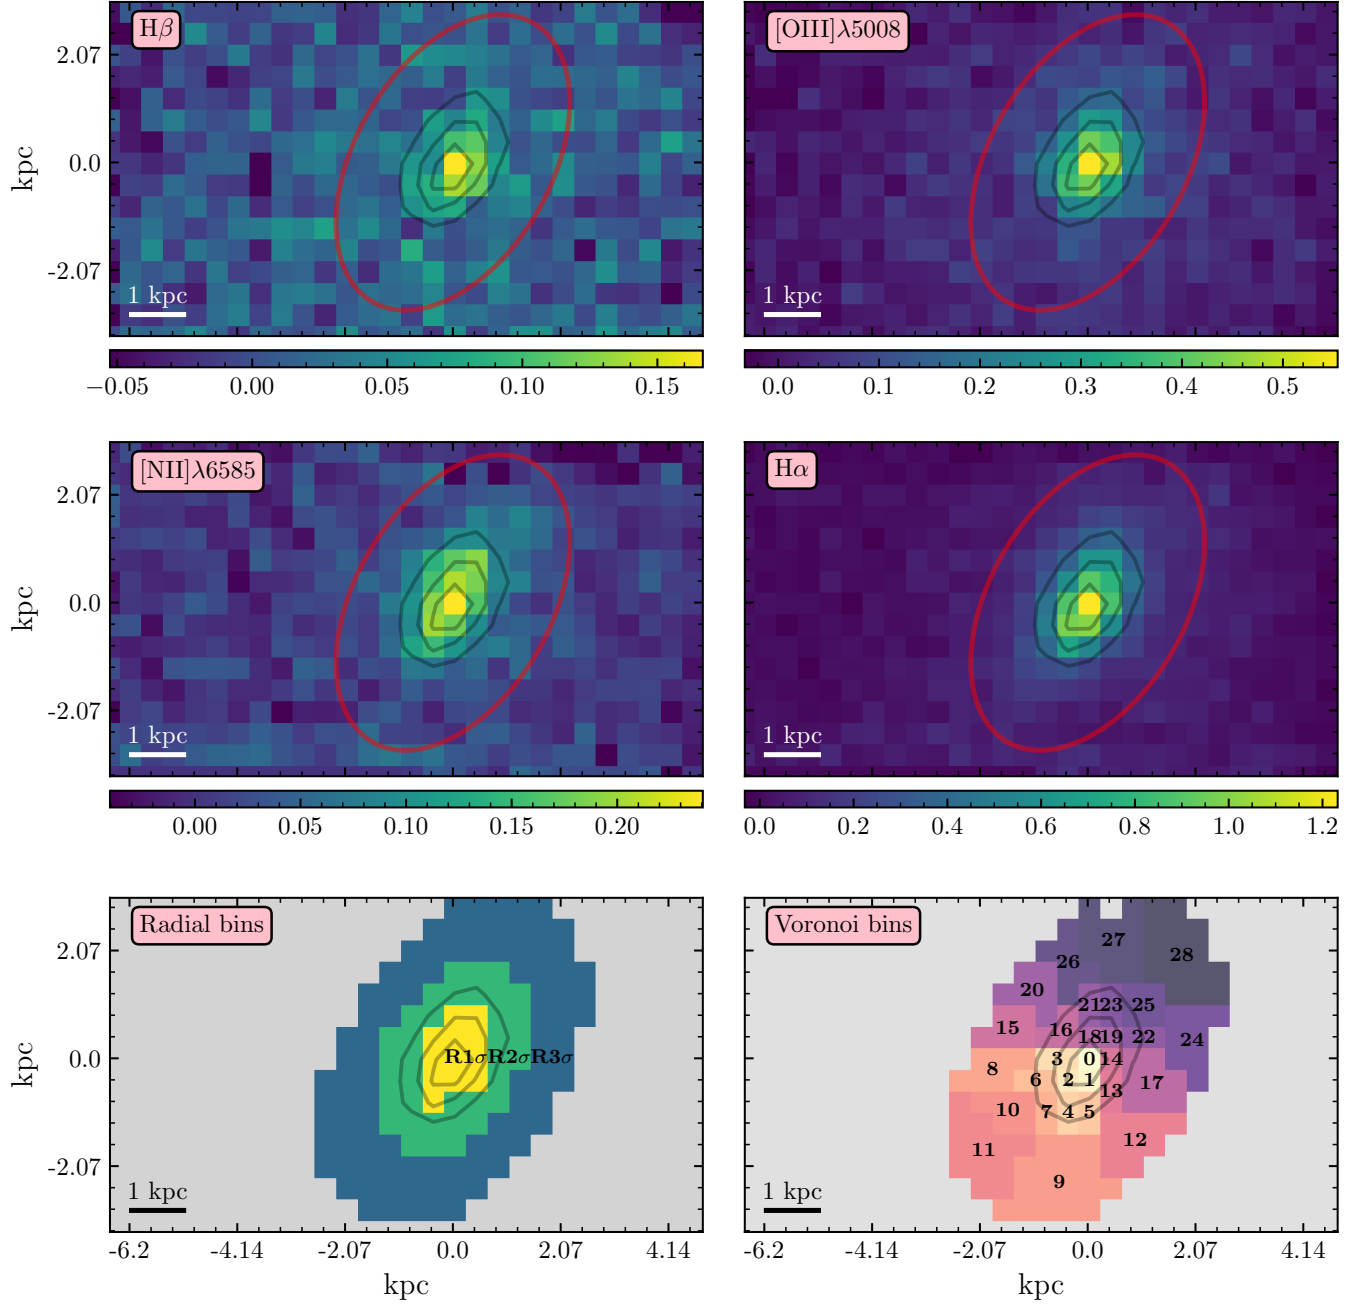 Hβ
[OIII]λ5008
2.07
0.0
-2.07
kpc
1 kpc
1 kpc
−0.05 0.00 0.05 0.10 0.15
0.0 0.1 0.2 0.3 0.4 0.5
[NII]λ6585
Hα
2.07
0.0
-2.07
kpc
1 kpc
1 kpc
0.00 0.05 0.10 0.15 0.20
0.0 0.2 0.4 0.6 0.8 1.0 1.2
Radial bins
Voronoi bins
2.07
0.0
-2.07
kpc
R1σR2σR3σ
27
28
26
20
21 23 25
15 16 18 19 22 24
8 3 0 14
6 2 1 13 17
10 7 4 5
11 12
9
1 kpc
1 kpc
-6.2 -4.14 -2.07 0.0 2.07 4.14
-6.2 -4.14 -2.07 0.0 2.07 4.14
kpc
kpc